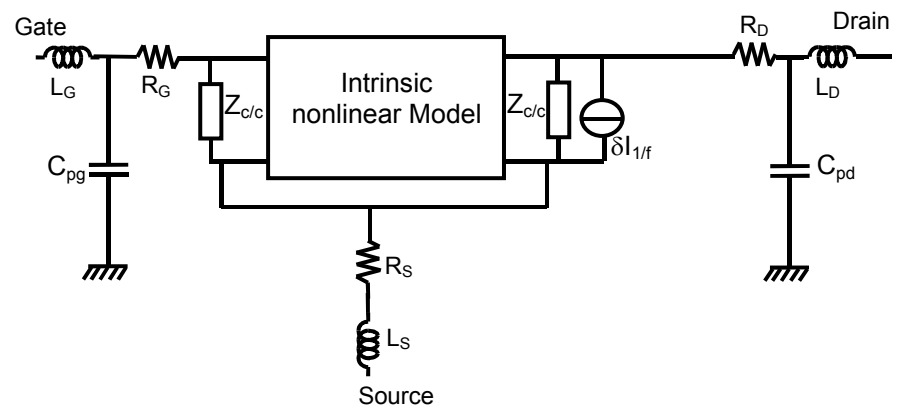 Gate
Drain
L_G
R_G
Z_c/c
Intrinsic
nonlinear Model
Z_c/c
δI_1/f
R_D
L_D
C_pg
C_pd
R_S
L_S
Source